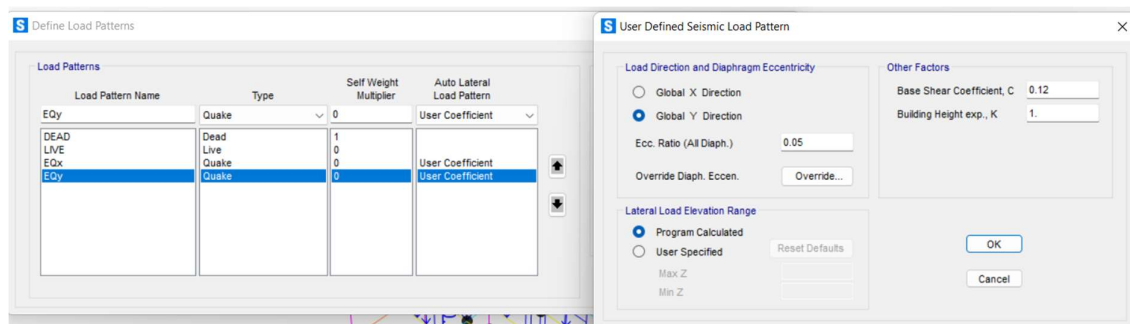 S Define Load Patterns
Load Patterns
Load Pattern Name Type Self Weight Multiplier Auto Lateral Load Pattern
EQy Quake 0 User Coefficient
DEAD Dead 1
LIVE Live 0
EQx Quake 0 User Coefficient
EQy Quake 0 User Coefficient
S User Defined Seismic Load Pattern
Load Direction and Diaphragm Eccentricity
Global X Direction
Global Y Direction
Ecc. Ratio (All Diaph.) 0.05
Override Diaph. Eccen. Override...
Other Factors
Base Shear Coefficient, C 0.12
Building Height exp., K 1.
Lateral Load Elevation Range
Program Calculated
User Specified Reset Defaults
Max Z
Min Z
OK
Cancel